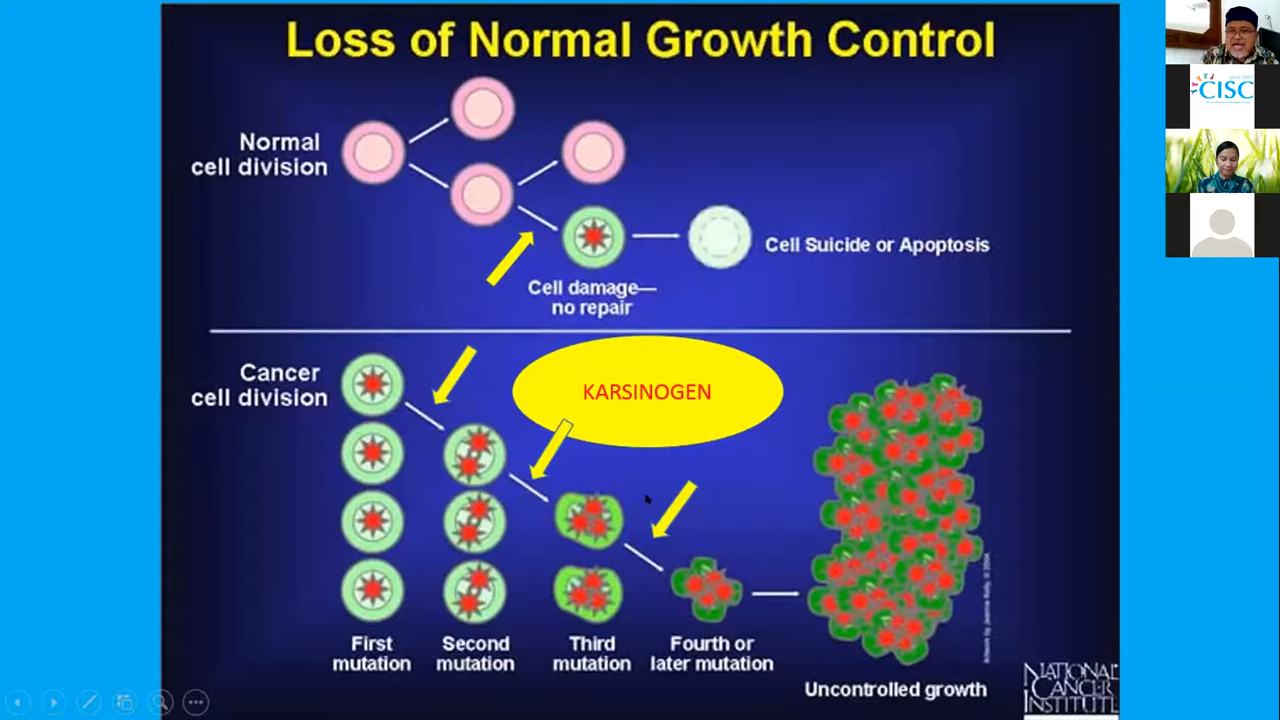 Loss of Normal Growth Control
Normal
cell division
Cell Suicide or Apoptosis
Cell damage—
no repair
Cancer
cell division
KARSINOGEN
First
mutation
Second
mutation
Third
mutation
Fourth or
later mutation
Uncontrolled growth
NATIONAL
CANCER
INSTITUTE
CISC